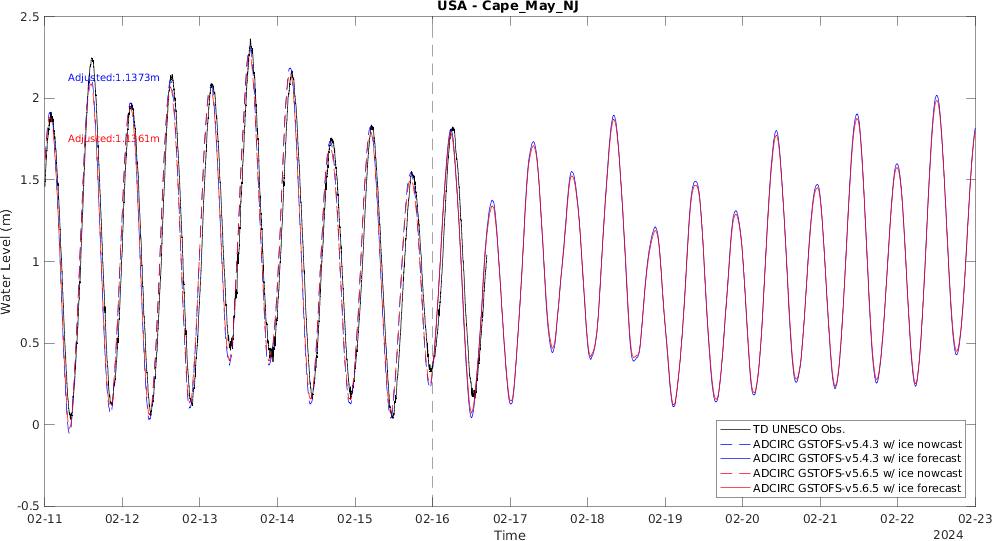 USA - Cape_May_NJ
2.5
2
1.5
1
0.5
0
-0.5
Water Level (m)
Adjusted:1.1373m
Adjusted:1.1361m
TD UNESCO Obs.
ADCIRC GSTOFS-v5.4.3 w/ ice nowcast
ADCIRC GSTOFS-v5.4.3 w/ ice forecast
ADCIRC GSTOFS-v5.6.5 w/ ice nowcast
ADCIRC GSTOFS-v5.6.5 w/ ice forecast
02-11 02-12 02-13 02-14 02-15 02-16 02-17 02-18 02-19 02-20 02-21 02-22 02-23
Time
2024